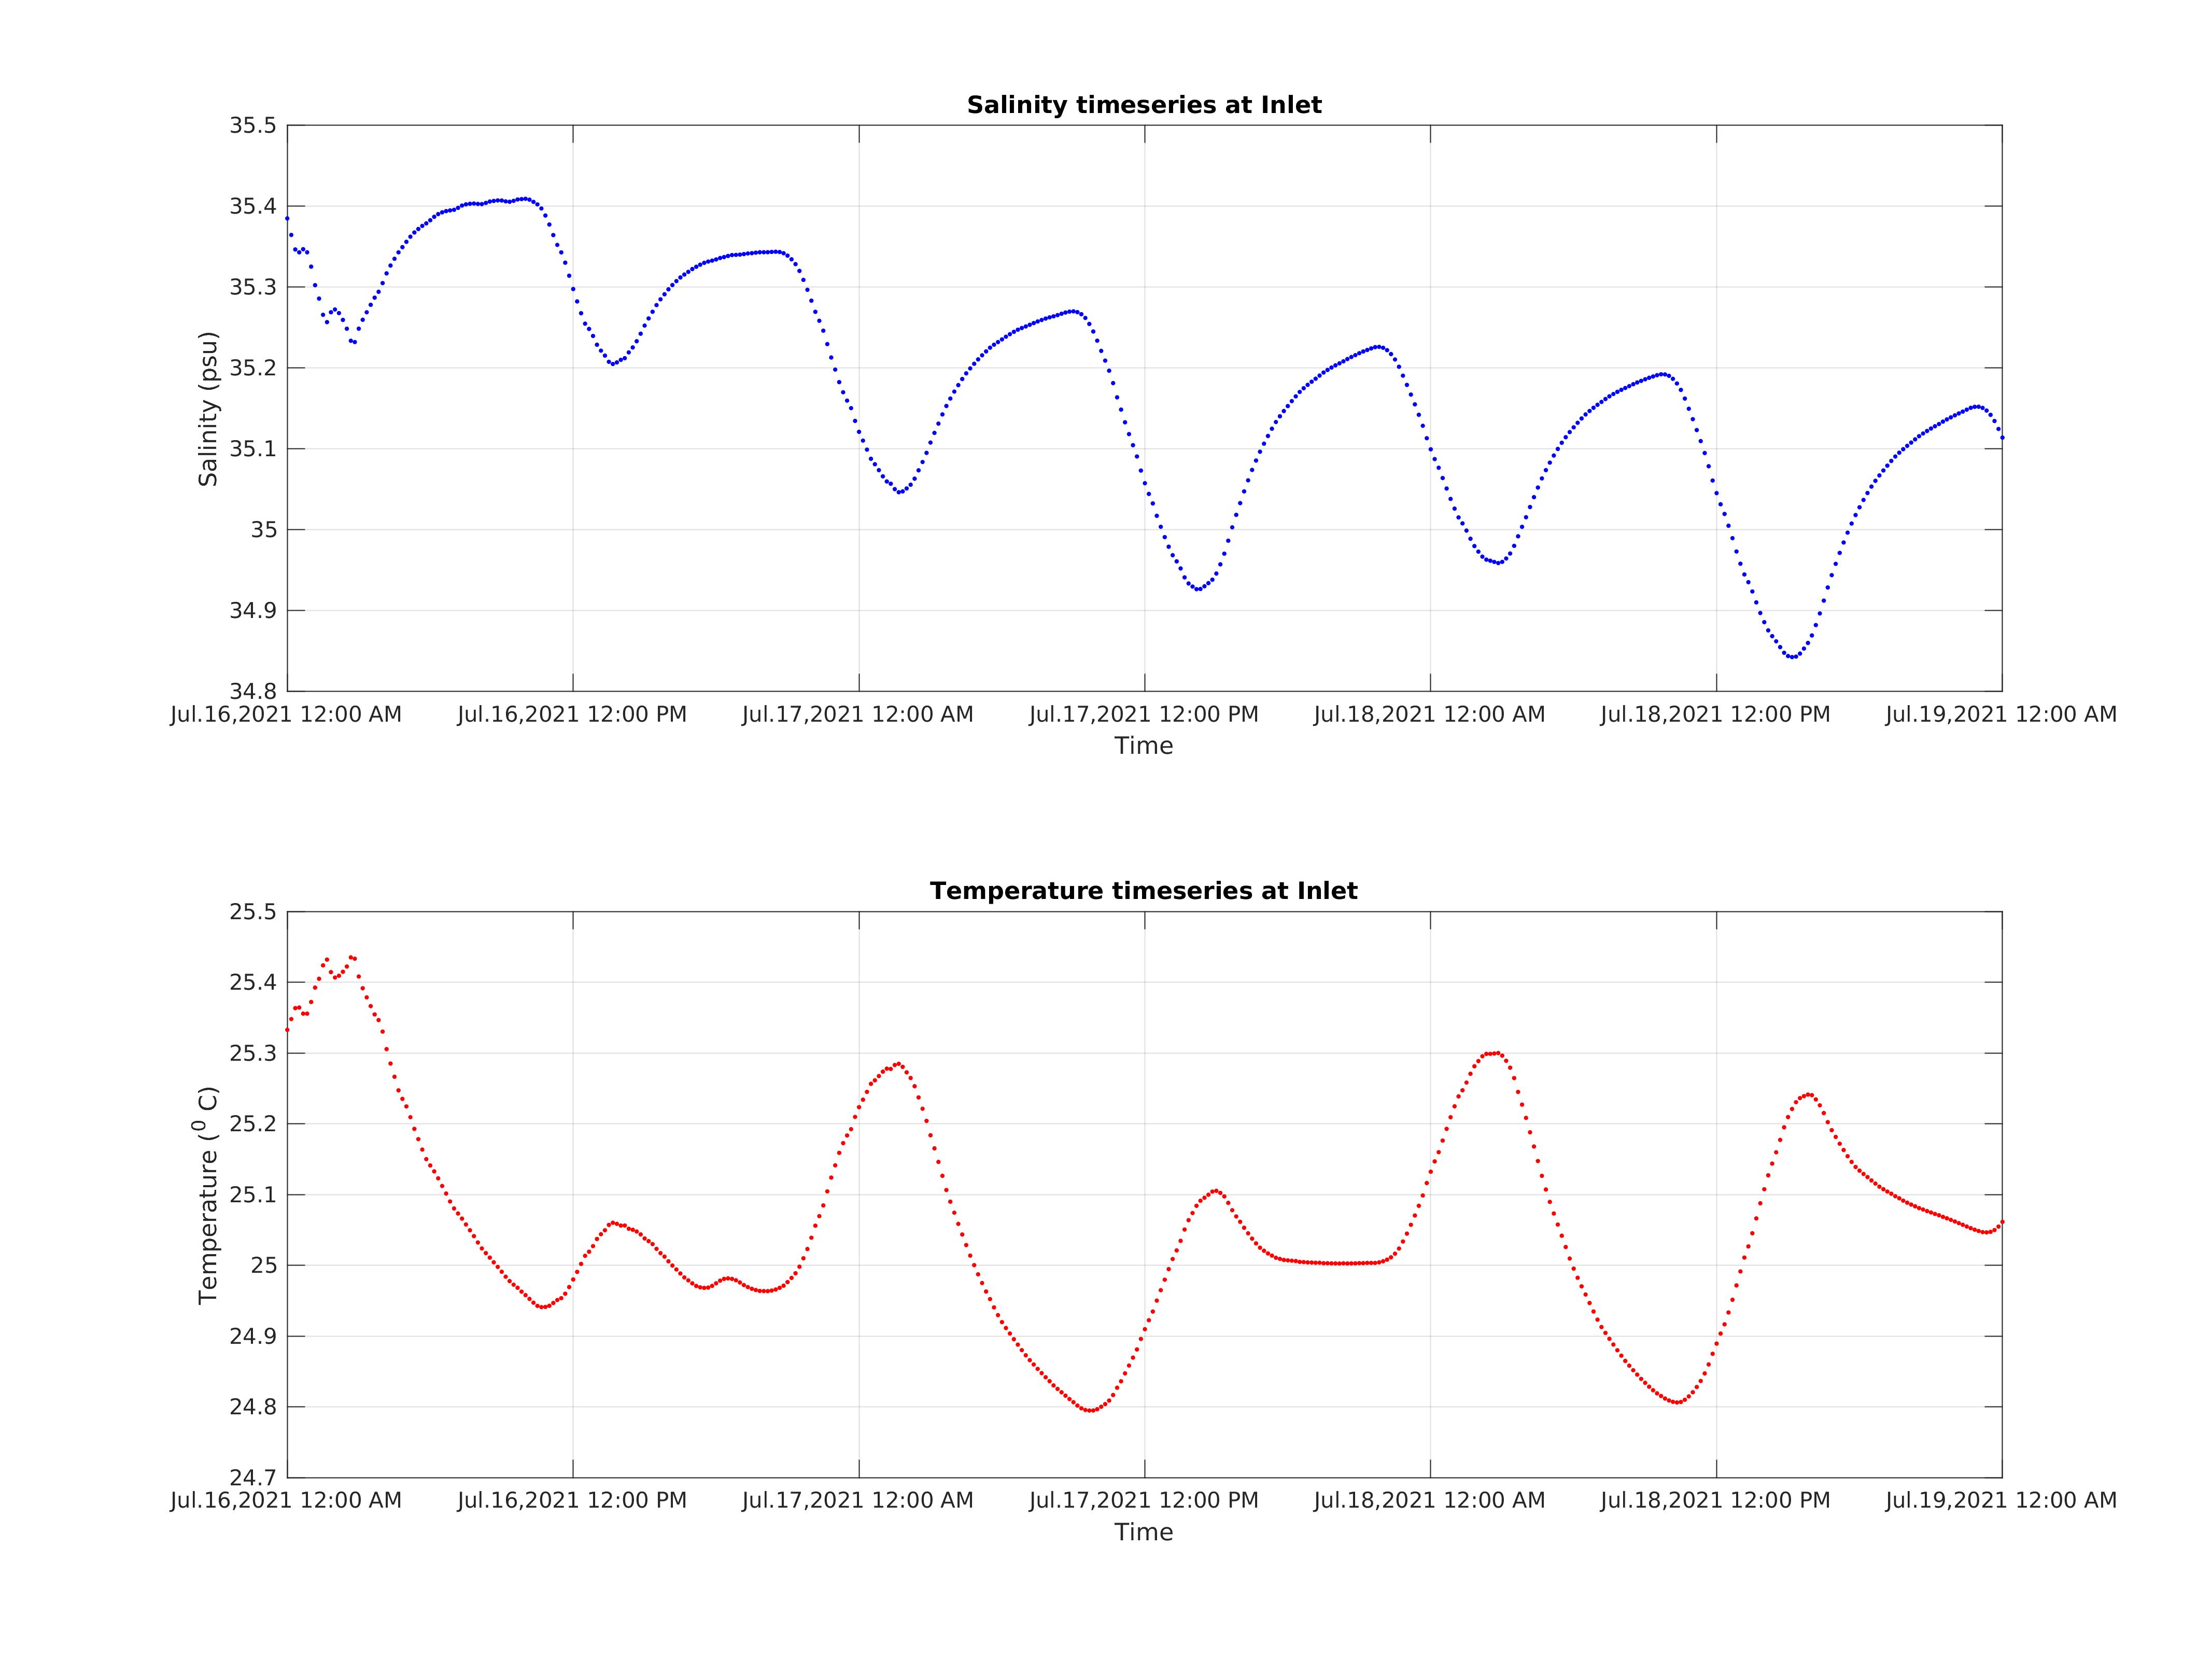 Salinity timeseries at Inlet
35.5
35.4
35.3
35.2
35.1
35
34.9
34.8
Salinity (psu)
Jul.16,2021 12:00 AM Jul.16,2021 12:00 PM Jul.17,2021 12:00 AM Jul.17,2021 12:00 PM Jul.18,2021 12:00 AM Jul.18,2021 12:00 PM Jul.19,2021 12:00 AM
Time
Temperature timeseries at Inlet
25.5
25.4
25.3
25.2
25.1
25
24.9
24.8
24.7
Temperature (⁰ C)
Jul.16,2021 12:00 AM Jul.16,2021 12:00 PM Jul.17,2021 12:00 AM Jul.17,2021 12:00 PM Jul.18,2021 12:00 AM Jul.18,2021 12:00 PM Jul.19,2021 12:00 AM
Time